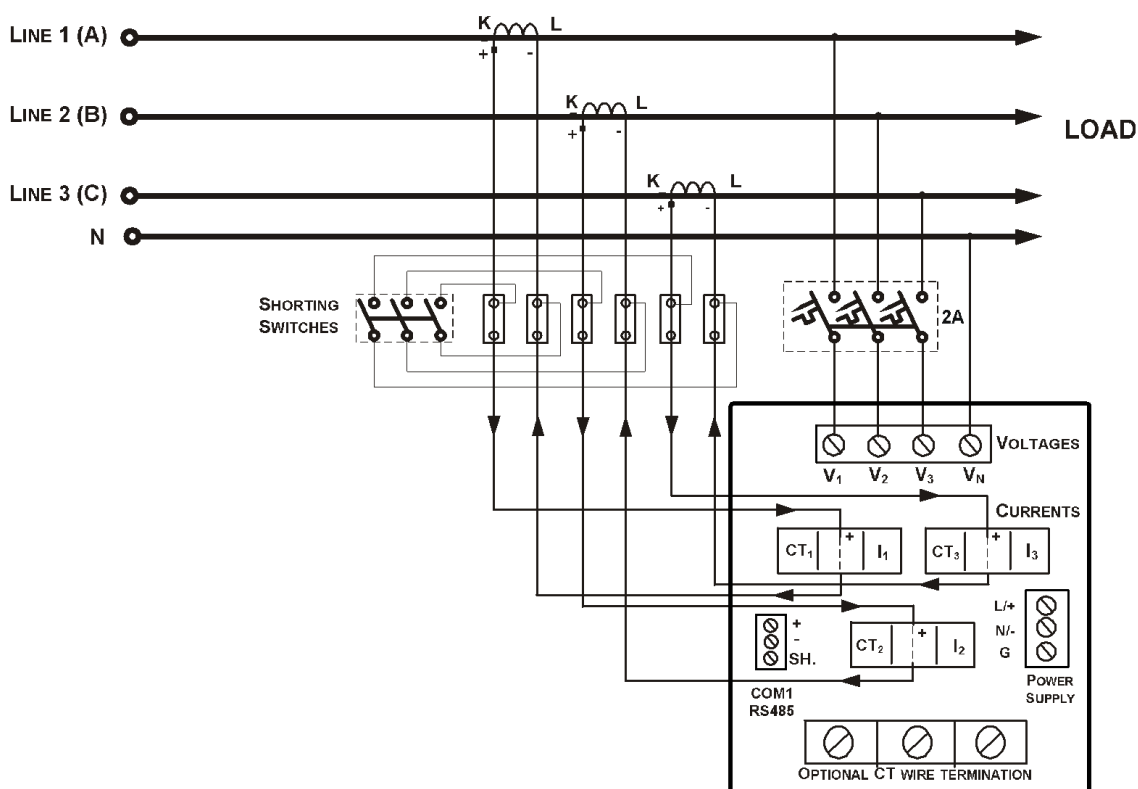 K L
LINE 1 (A)
+ -
K L
LINE 2 (B)
+ -
LOAD
K L
LINE 3 (C)
+ -
N
SHORTING
SWITCHES
2A
VOLTAGES
V1 V2 V3 VN
CURRENTS
CT1 + I1
CT3 + I3
L/+
N/-
G
POWER
SUPPLY
+
-
SH.
COM1
RS485
CT2 + I2
OPTIONAL CT WIRE TERMINATION